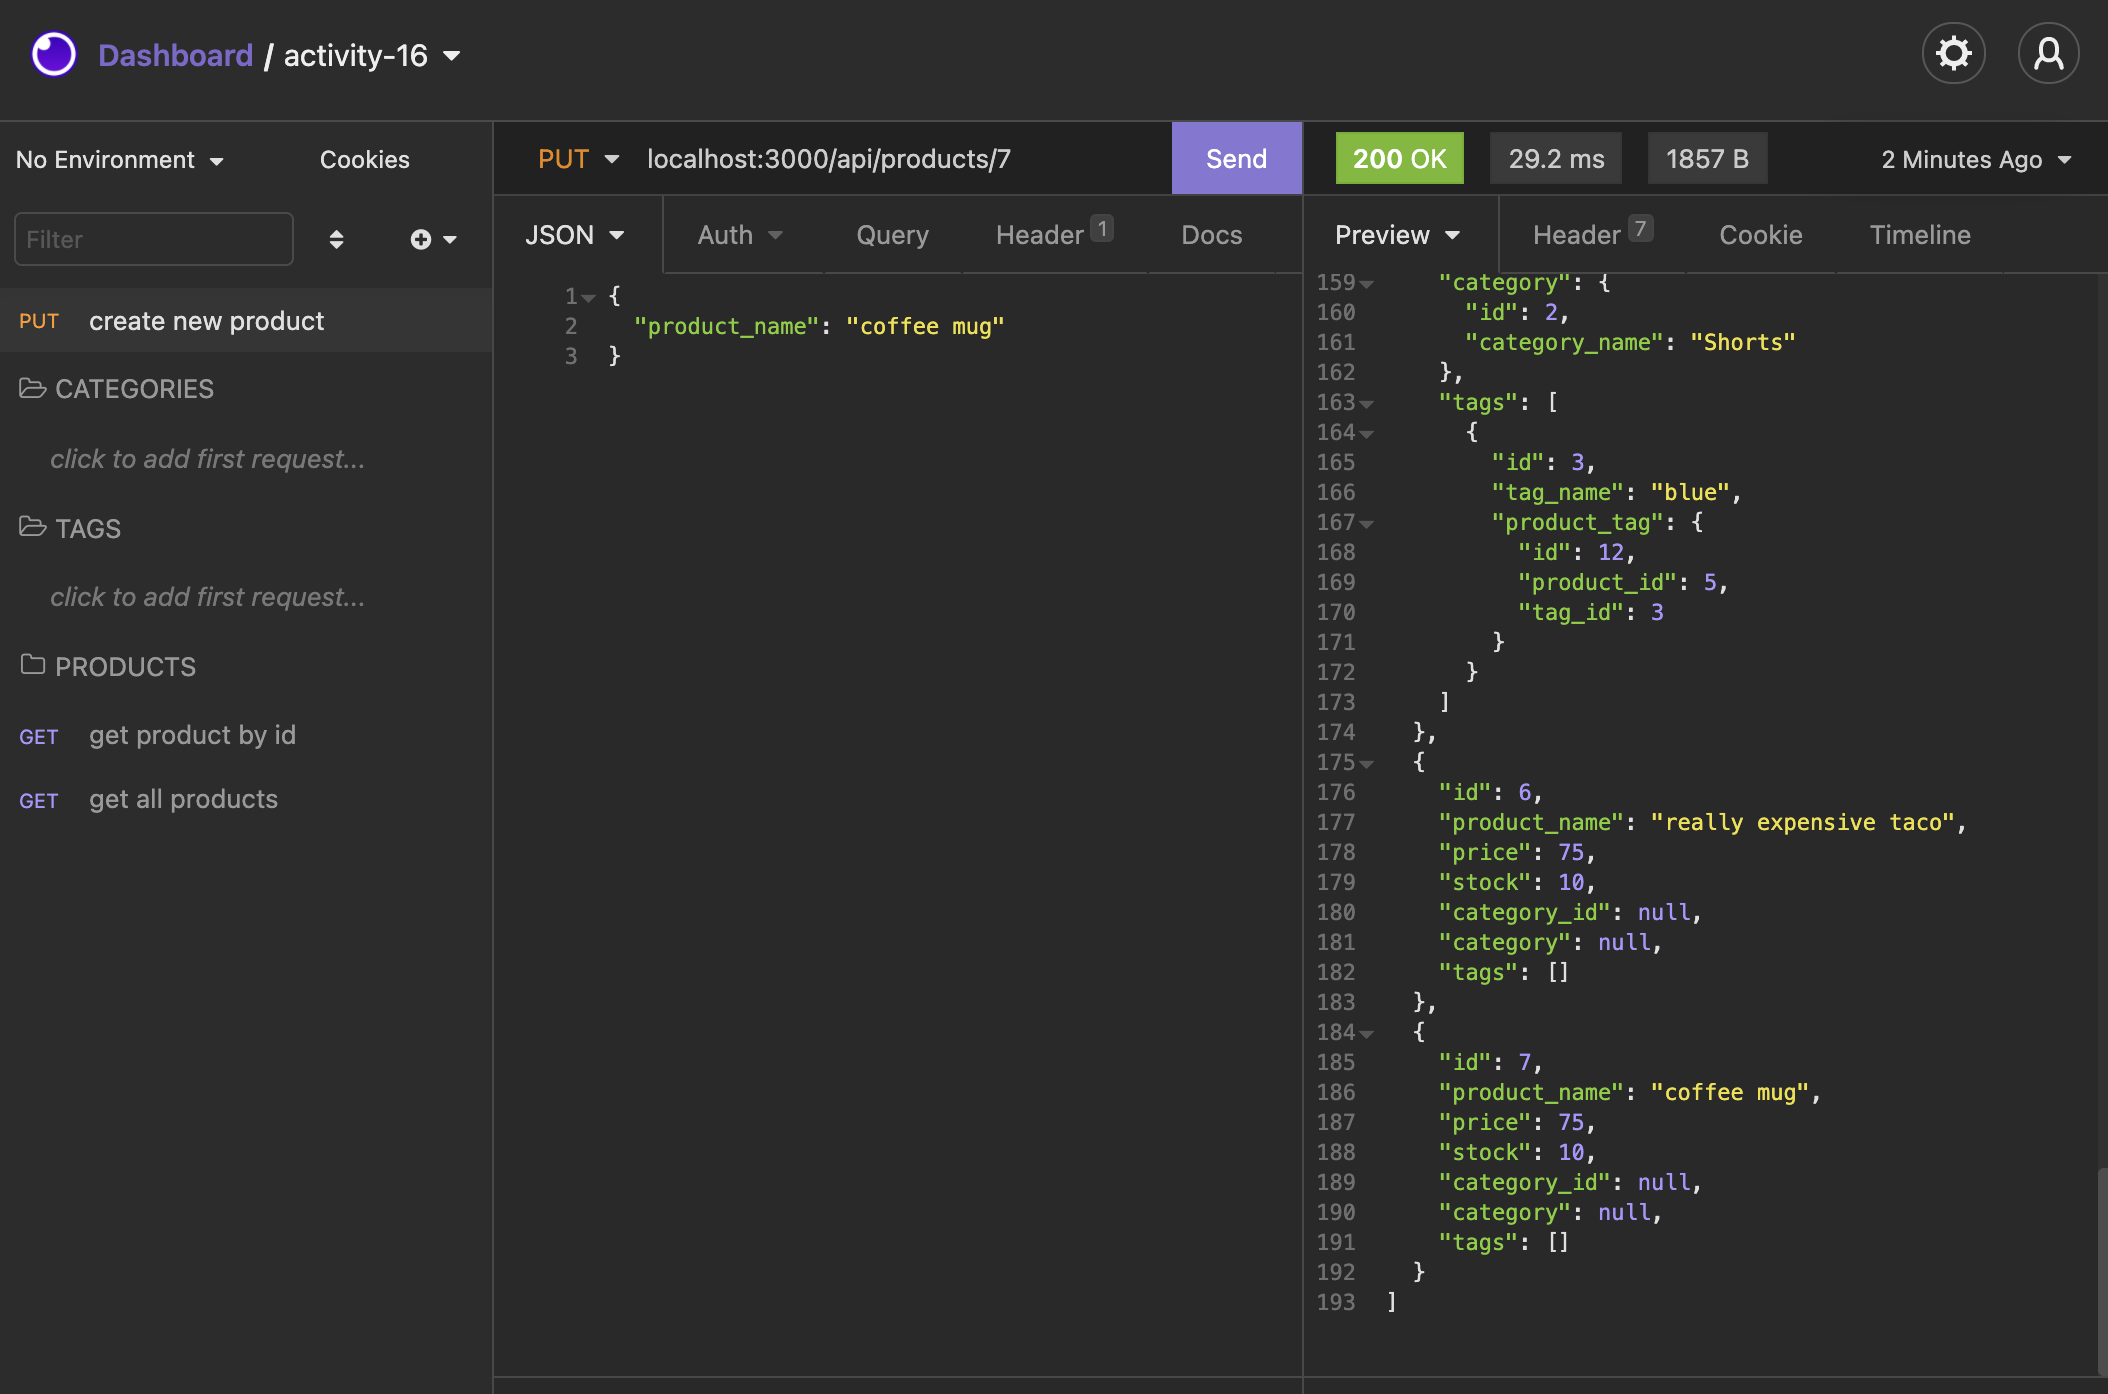 Dashboard / activity-16
No Environment
Cookies
Filter
PUT create new product
CATEGORIES
click to add first request...
TAGS
click to add first request...
PRODUCTS
GET get product by id
GET get all products
PUT localhost:3000/api/products/7 Send
JSON Auth Query Header 1 Docs
1 {
2 "product_name": "coffee mug"
3 }
200 OK 29.2 ms 1857 B 2 Minutes Ago
Preview Header 7 Cookie Timeline
159 "category": {
160 "id": 2,
161 "category_name": "Shorts"
162 },
163 "tags": [
164 {
165 "id": 3,
166 "tag_name": "blue",
167 "product_tag": {
168 "id": 12,
169 "product_id": 5,
170 "tag_id": 3
171 }
172 }
173 ]
174 },
175 {
176 "id": 6,
177 "product_name": "really expensive taco",
178 "price": 75,
179 "stock": 10,
180 "category_id": null,
181 "category": null,
182 "tags": []
183 },
184 {
185 "id": 7,
186 "product_name": "coffee mug",
187 "price": 75,
188 "stock": 10,
189 "category_id": null,
190 "category": null,
191 "tags": []
192 }
193 ]